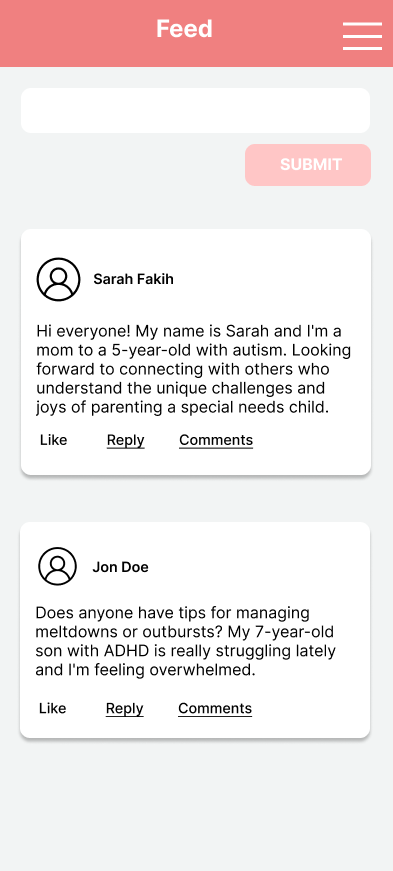 Feed
SUBMIT
Sarah Fakih
Hi everyone! My name is Sarah and I'm a
mom to a 5-year-old with autism. Looking
forward to connecting with others who
understand the unique challenges and
joys of parenting a special needs child.
Like Reply Comments
Jon Doe
Does anyone have tips for managing
meltdowns or outbursts? My 7-year-old
son with ADHD is really struggling lately
and I'm feeling overwhelmed.
Like Reply Comments